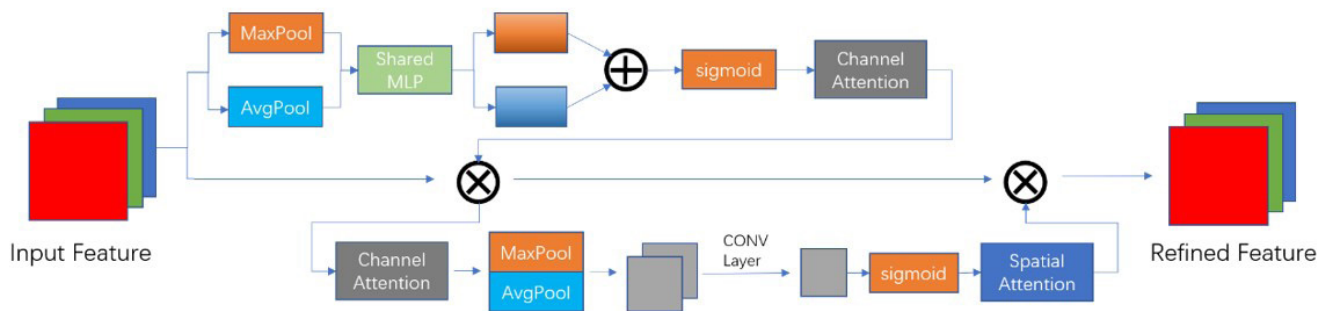 MaxPool
AvgPool
Shared
MLP
sigmoid
Channel
Attention
Input Feature
Refined Feature
Channel
Attention
MaxPool
AvgPool
CONV
Layer
sigmoid
Spatial
Attention